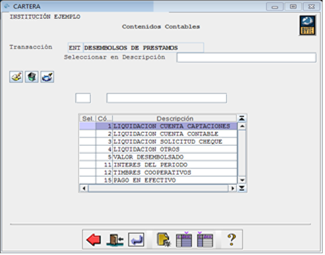 CARTERA
INSTITUCIÓN EJEMPLO
Contenidos Contables
Transacción ENT DESEMBOLSOS DE PRESTAMOS
Seleccionar en Descripción
Sel. Có... Descripción
1 LIQUIDACION CUENTA CAPTACIONES
2 LIQUIDACION CUENTA CONTABLE
3 LIQUIDACION SOLICITUD CHEQUE
4 LIQUIDACION OTROS
5 VALOR DESEMBOLSADO
11 INTERES DEL PERIODO
12 TIMBRES COOPERATIVOS
15 PAGO EN EFECTIVO